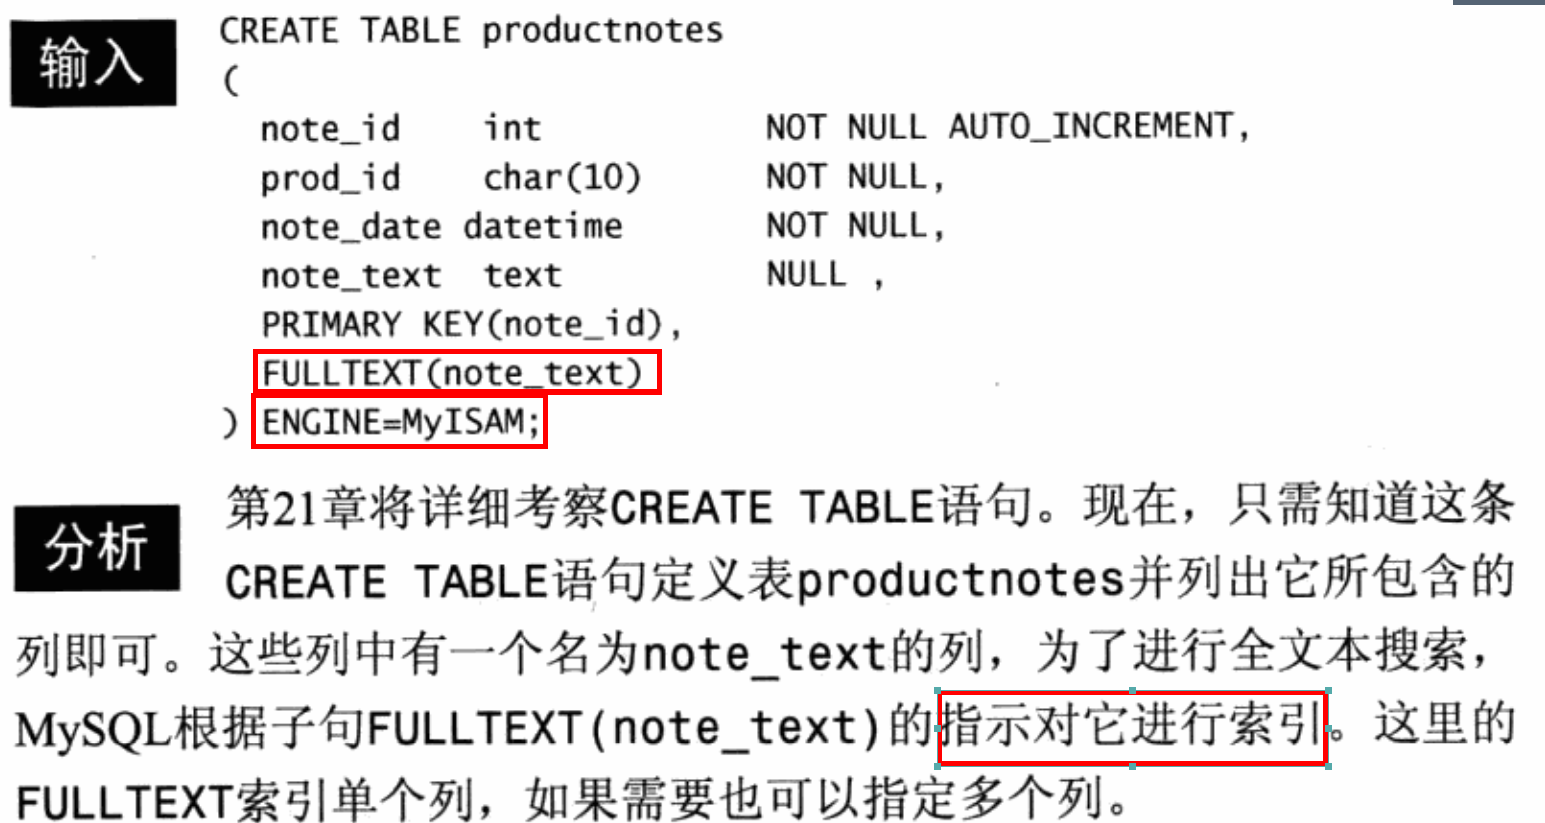 输入
CREATE TABLE productnotes
(
note_id    int    NOT NULL AUTO_INCREMENT,
prod_id    char(10)    NOT NULL,
note_date datetime    NOT NULL,
note_text  text    NULL ,
PRIMARY KEY(note_id),
FULLTEXT(note_text)
) ENGINE=MyISAM;
分析
第21章将详细考察CREATE TABLE语句。现在，只需知道这条
CREATE TABLE语句定义表productnotes并列出它所包含的
列即可。这些列中有一个名为note_text的列，为了进行全文本搜索，
MySQL根据子句FULLTEXT(note_text)的指示对它进行索引。这里的
FULLTEXT索引单个列，如果需要也可以指定多个列。